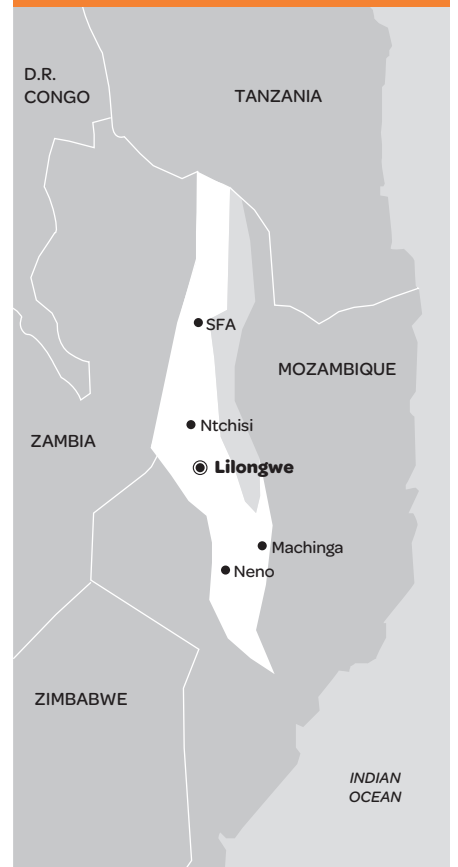 D.R.
CONGO
TANZANIA
SFA
MOZAMBIQUE
Ntchisi
ZAMBIA
Lilongwe
Machinga
Neno
ZIMBABWE
INDIAN
OCEAN